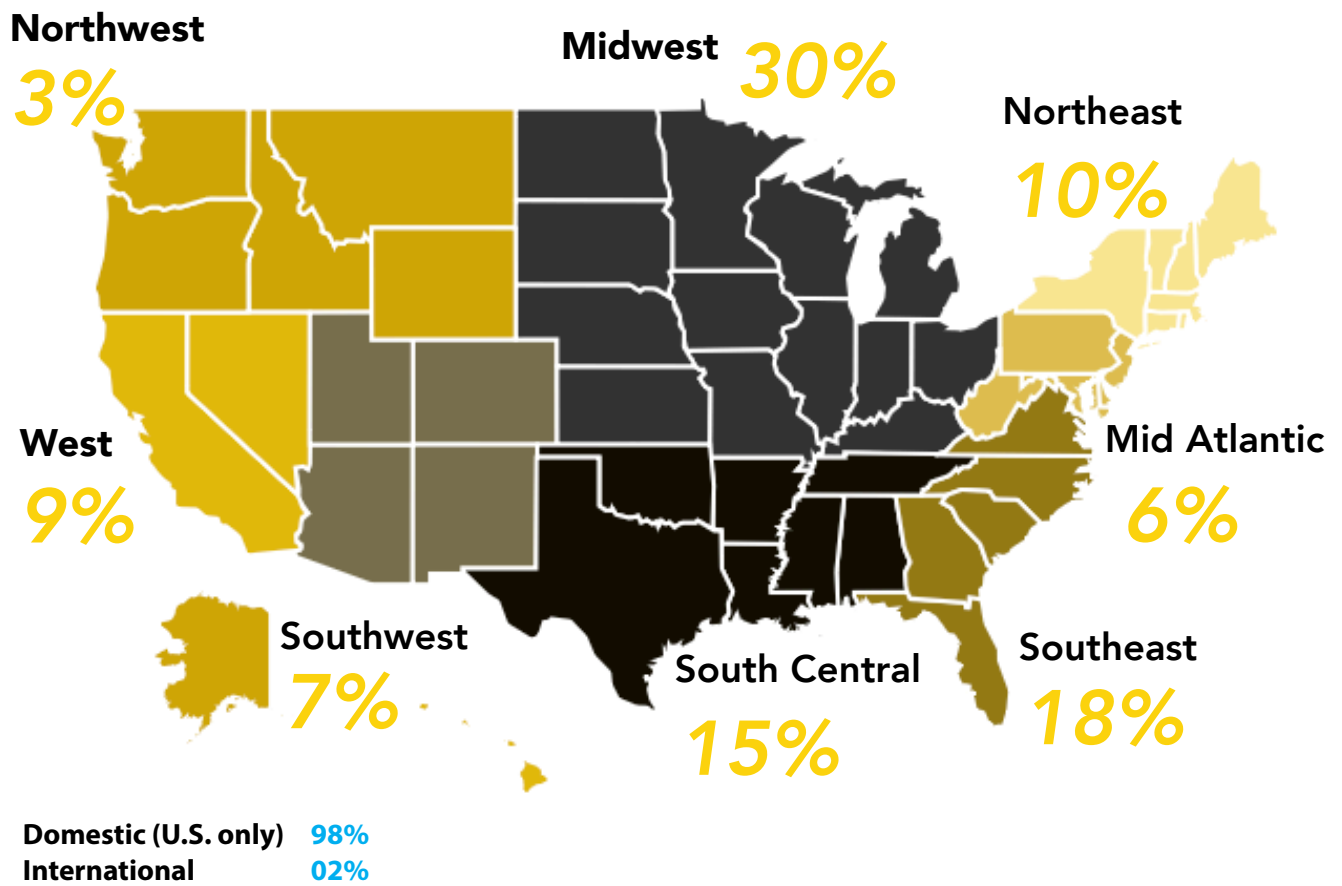 Northwest
3%
Midwest 30%
Northeast
10%
West
9%
Mid Atlantic
6%
Southwest
7%
South Central
15%
Southeast
18%
Domestic (U.S. only) 98%
International 02%